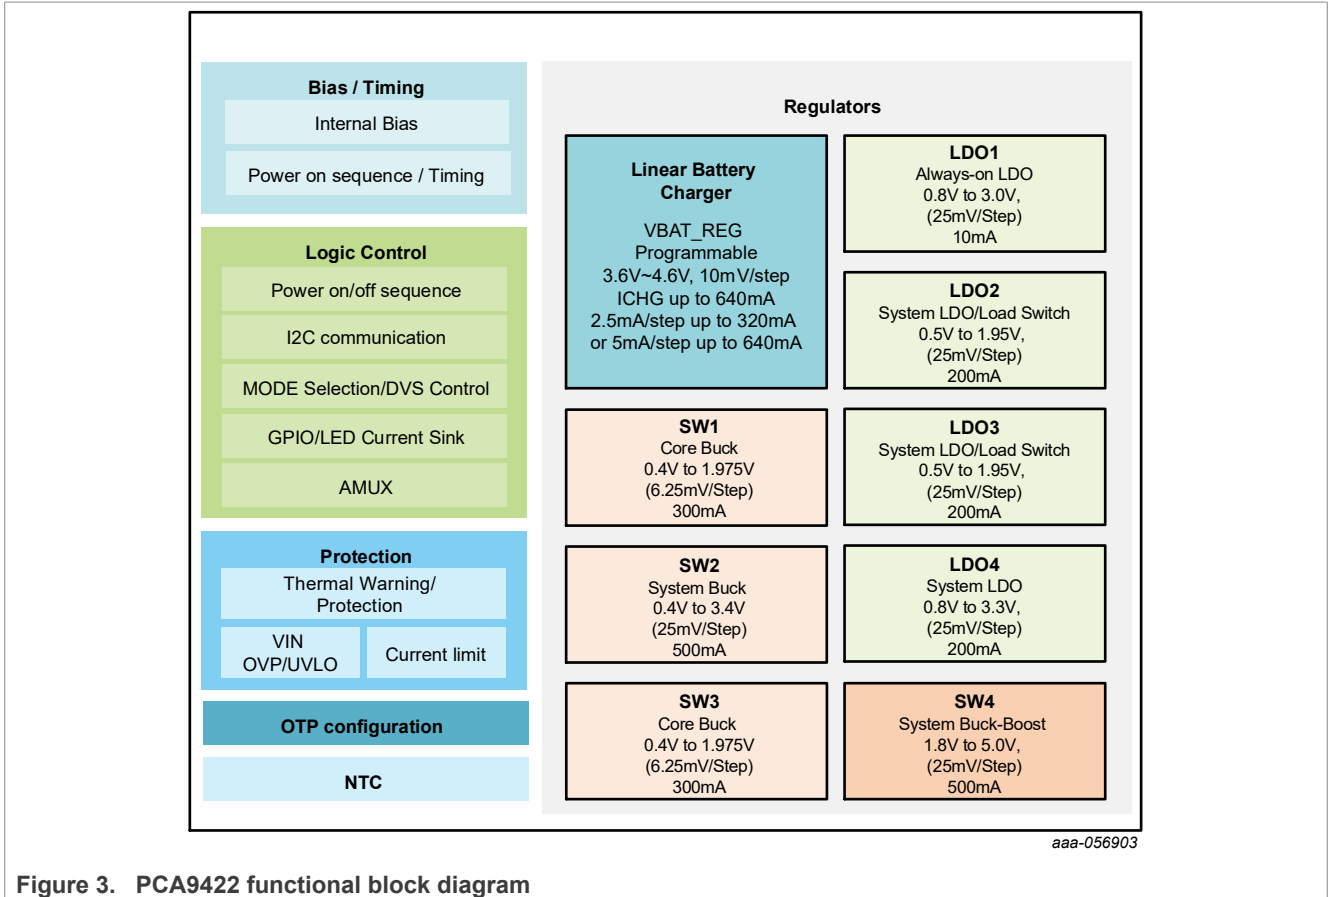 Bias / Timing
Internal Bias
Power on sequence / Timing
Logic Control
Power on/off sequence
I2C communication
MODE Selection/DVS Control
GPIO/LED Current Sink
AMUX
Protection
Thermal Warning/
Protection
VIN
OVP/UVLO
Current limit
OTP configuration
NTC
Regulators
Linear Battery
Charger
VBAT_REG
Programmable
3.6V~4.6V, 10mV/step
ICHG up to 640mA
2.5mA/step up to 320mA
or 5mA/step up to 640mA
LDO1
Always-on LDO
0.8V to 3.0V,
(25mV/Step)
10mA
LDO2
System LDO/Load Switch
0.5V to 1.95V,
(25mV/Step)
200mA
SW1
Core Buck
0.4V to 1.975V
(6.25mV/Step)
300mA
LDO3
System LDO/Load Switch
0.5V to 1.95V,
(25mV/Step)
200mA
SW2
System Buck
0.4V to 3.4V
(25mV/Step)
500mA
LDO4
System LDO
0.8V to 3.3V,
(25mV/Step)
200mA
SW3
Core Buck
0.4V to 1.975V
(6.25mV/Step)
300mA
SW4
System Buck-Boost
1.8V to 5.0V,
(25mV/Step)
500mA
aaa-056903
Figure 3. PCA9422 functional block diagram